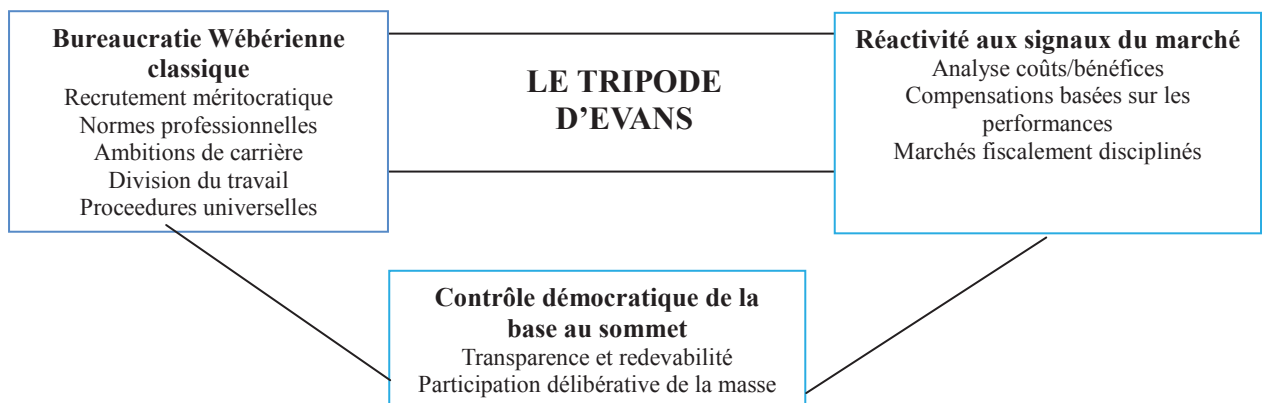 Bureaucratie Wébérienne
classique
Recrutement méritocratique
Normes professionnelles
Ambitions de carrière
Division du travail
Proceedures universelles
LE TRIPODE
D’EVANS
Réactivité aux signaux du marché
Analyse coûts/bénéfices
Compensations basées sur les
performances
Marchés fiscalement disciplinés
Contrôle démocratique de la
base au sommet
Transparence et redevabilité
Participation délibérative de la masse